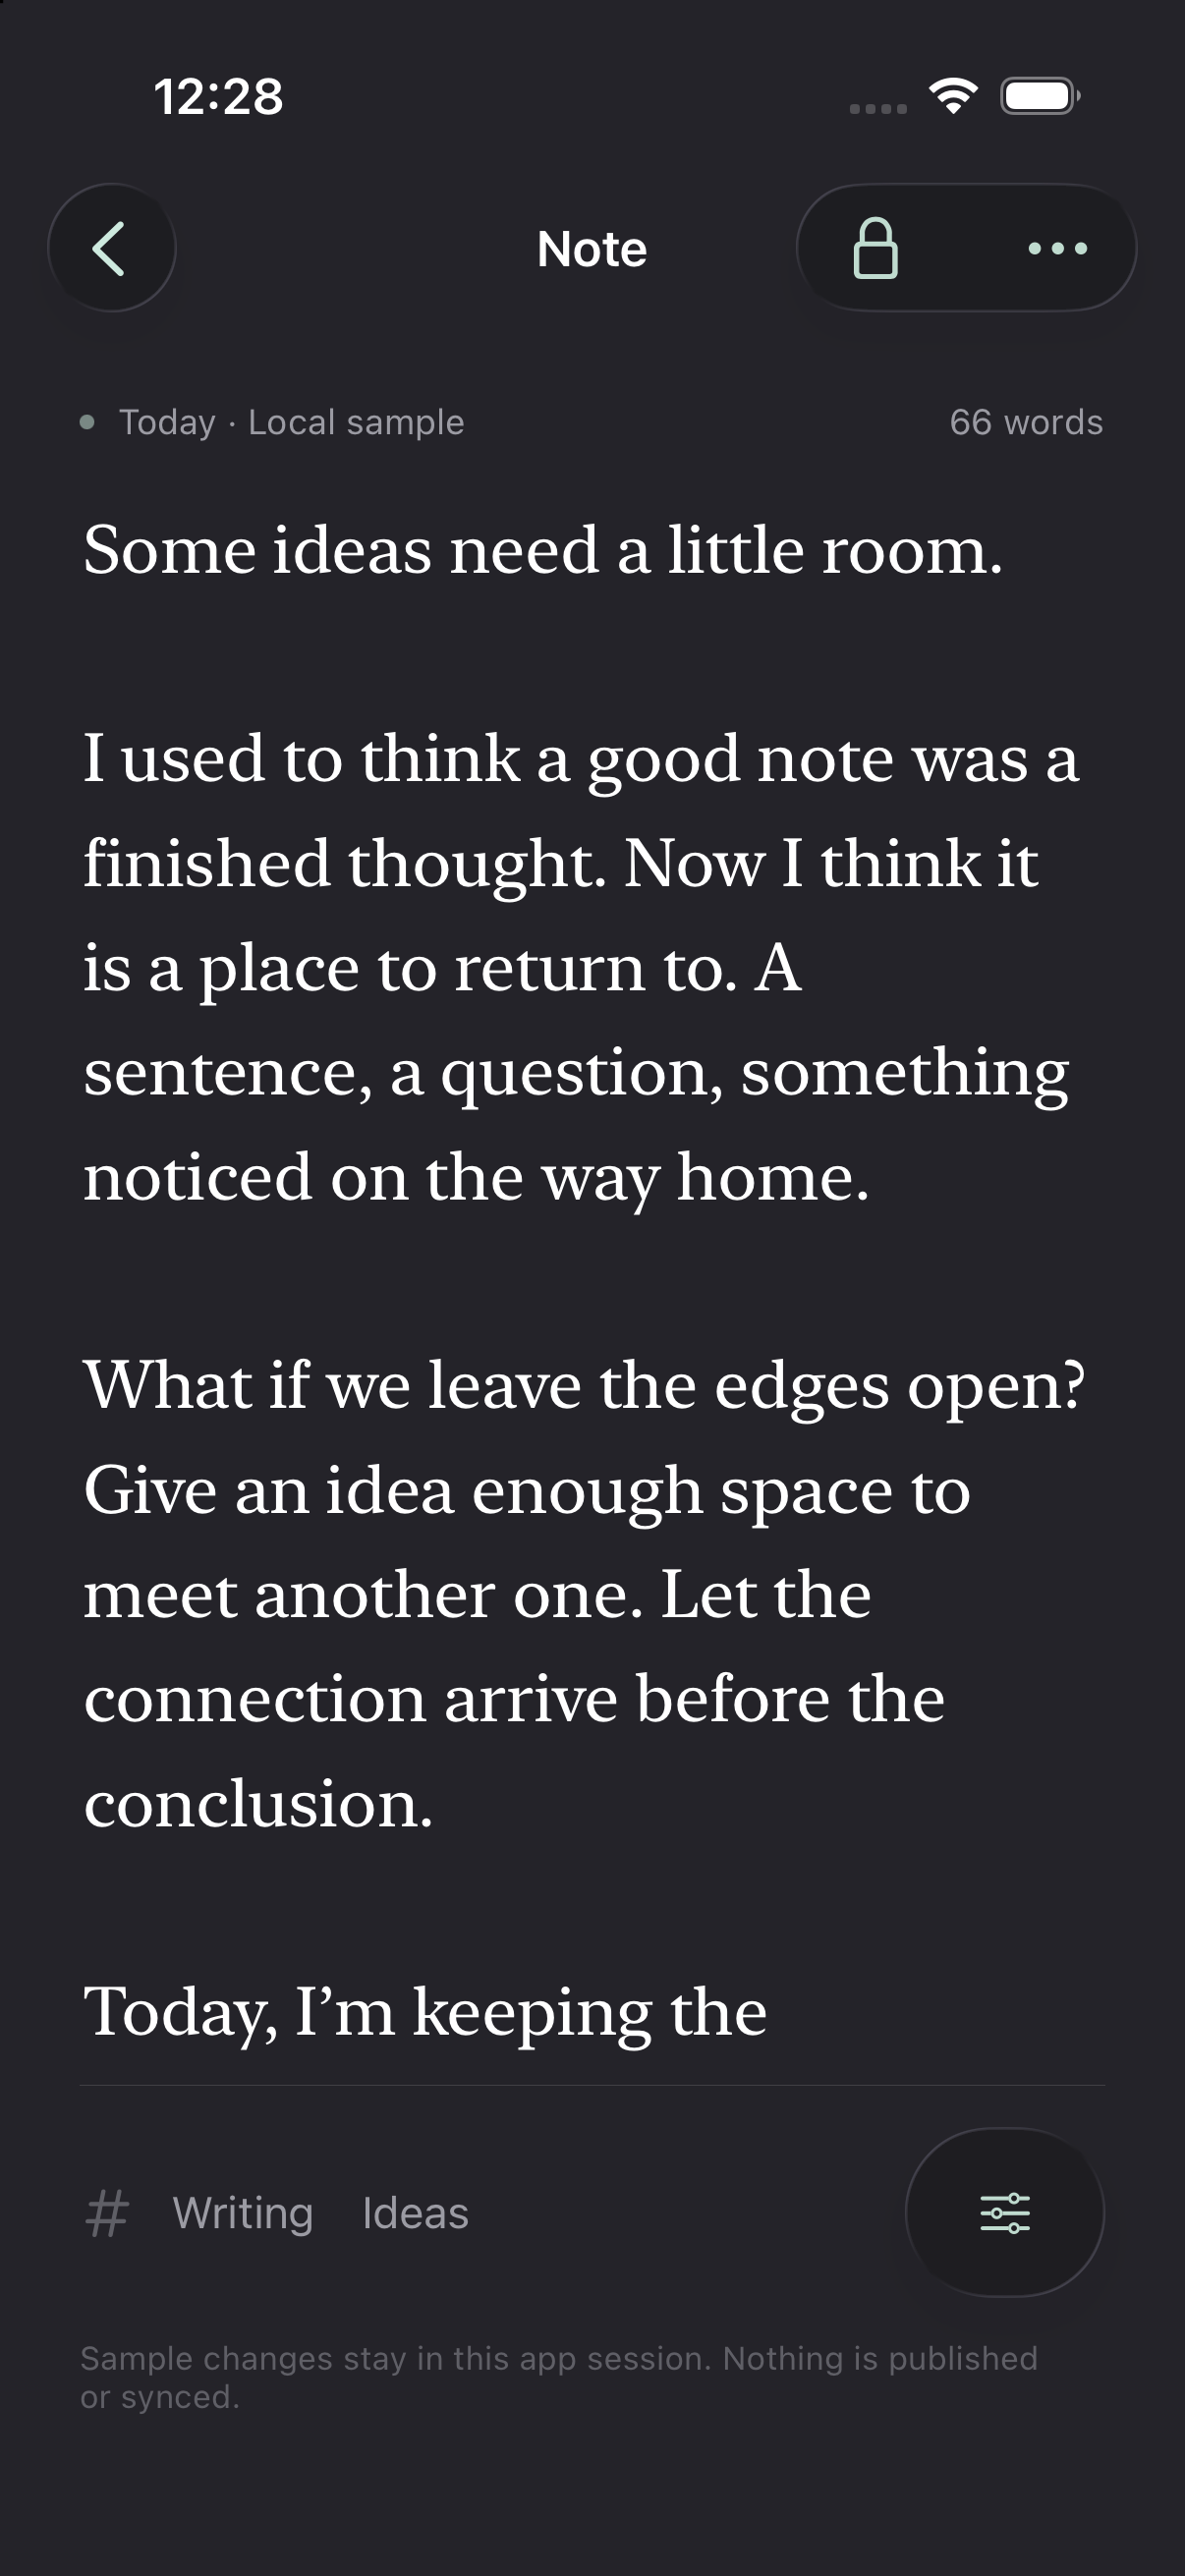 12:28
Note
Today · Local sample
66 words
Some ideas need a little room.
I used to think a good note was a
finished thought. Now I think it
is a place to return to. A
sentence, a question, something
noticed on the way home.
What if we leave the edges open?
Give an idea enough space to
meet another one. Let the
connection arrive before the
conclusion.
Today, I’m keeping the
# Writing Ideas
Sample changes stay in this app session. Nothing is published
or synced.